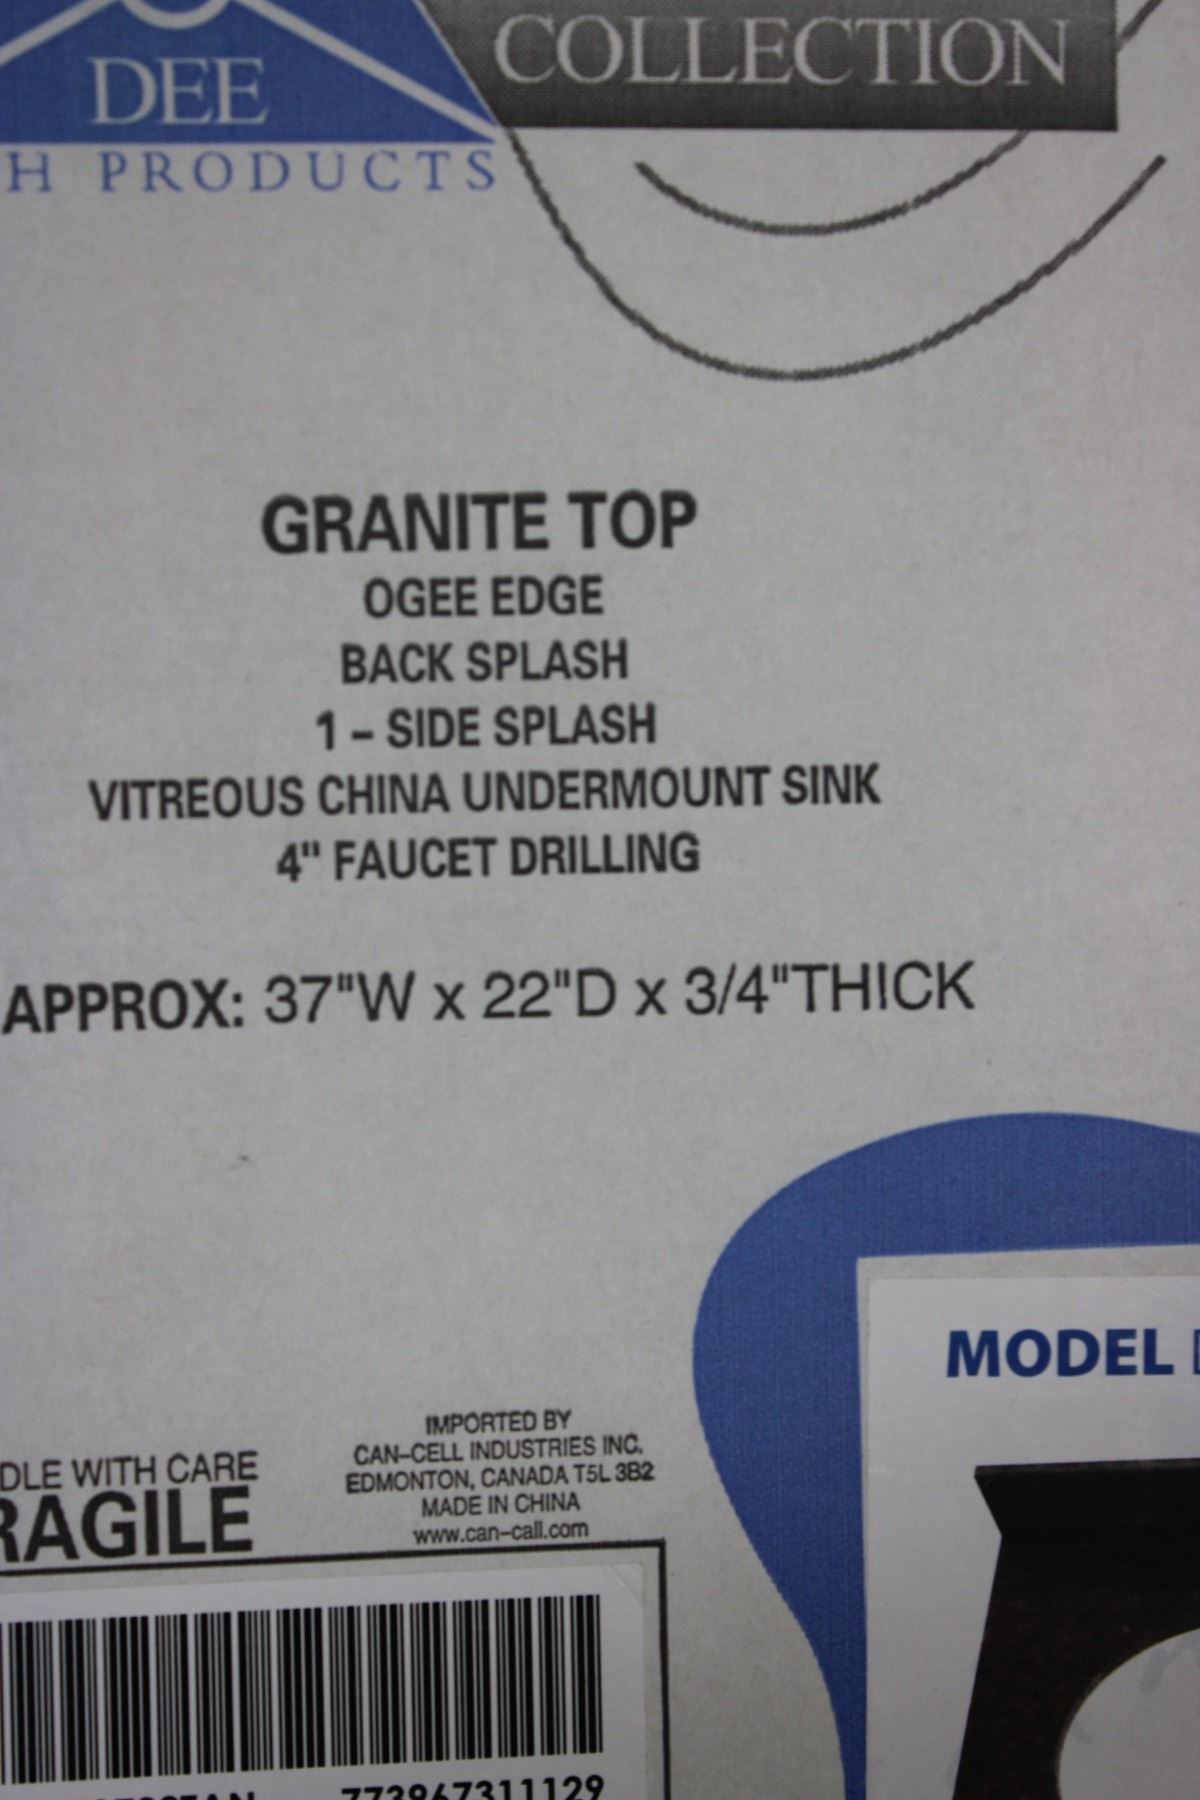 DEE
COLLECTION
H PRODUCTS
GRANITE TOP
OGEE EDGE
BACK SPLASH
1 – SIDE SPLASH
VITREOUS CHINA UNDERMOUNT SINK
4" FAUCET DRILLING
APPROX: 37"W x 22"D x 3/4"THICK
MODEL
IMPORTED BY
CAN-CELL INDUSTRIES INC.
EDMONTON, CANADA T5L 3B2
MADE IN CHINA
www.can-cell.com
DLE WITH CARE
RAGILE
773967311129